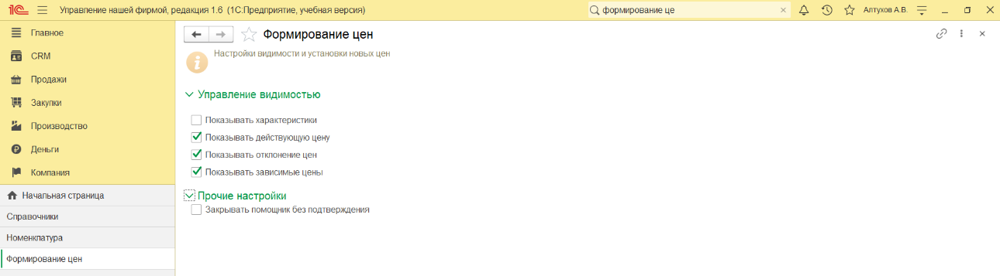 1С Управление нашей фирмой, редакция 1.6 (1С:Предприятие, учебная версия) формирование це Алтухов А.В.
Главное
CRM
Продажи
Закупки
Производство
Деньги
Компания
Начальная страница
Справочники
Номенклатура
Формирование цен
Формирование цен
Настройки видимости и установки новых цен
Управление видимостью
Показывать характеристики
Показывать действующую цену
Показывать отклонение цен
Показывать зависимые цены
Прочие настройки
Закрывать помощник без подтверждения